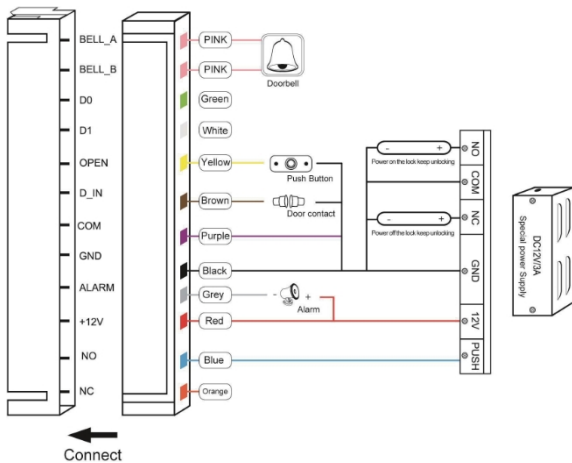 BELL_A
BELL_B
D0
D1
OPEN
D_IN
COM
GND
ALARM
+12V
NO
NC
PINK
PINK
Green
White
Yellow
Brown
Purple
Black
Grey
Red
Blue
Orange
Doorbell
Push Button
Door contact
- +
Alarm
- +
Power on the lock keep unlocking
- +
Power off the lock keep unlocking
NO
COM
NC
GND
12V
PUSH
DC12V/3A
Special power Supply
Connect